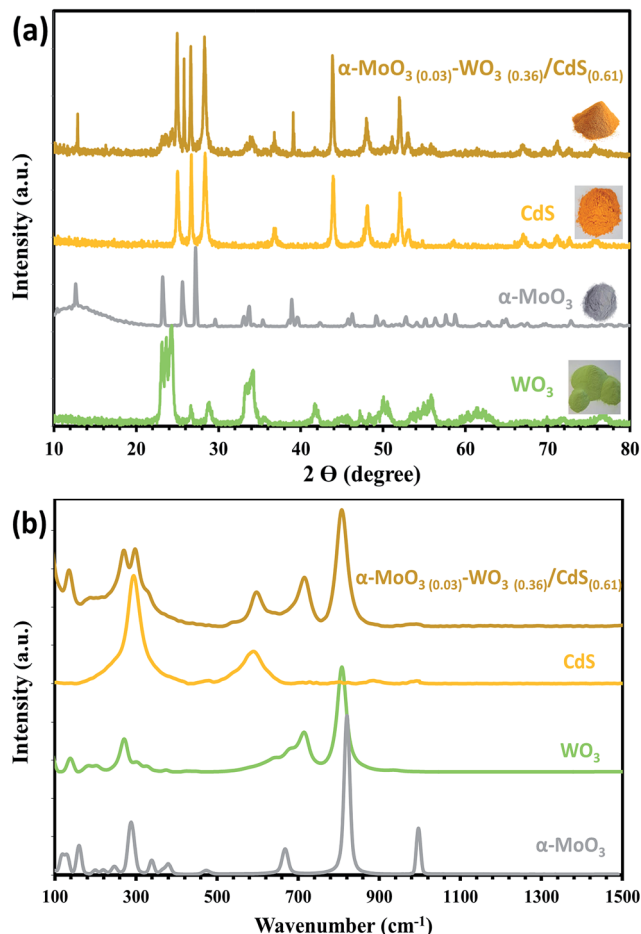 (a)
α-MoO3 (0.03)-WO3 (0.36)/CdS(0.61)
CdS
α-MoO3
WO3
Intensity (a.u.)
10 20 30 40 50 60 70 80
2 ϴ (degree)
(b)
α-MoO3 (0.03)-WO3 (0.36)/CdS(0.61)
CdS
WO3
α-MoO3
Intensity (a.u.)
100 300 500 700 900 1100 1300 1500
Wavenumber (cm-1)